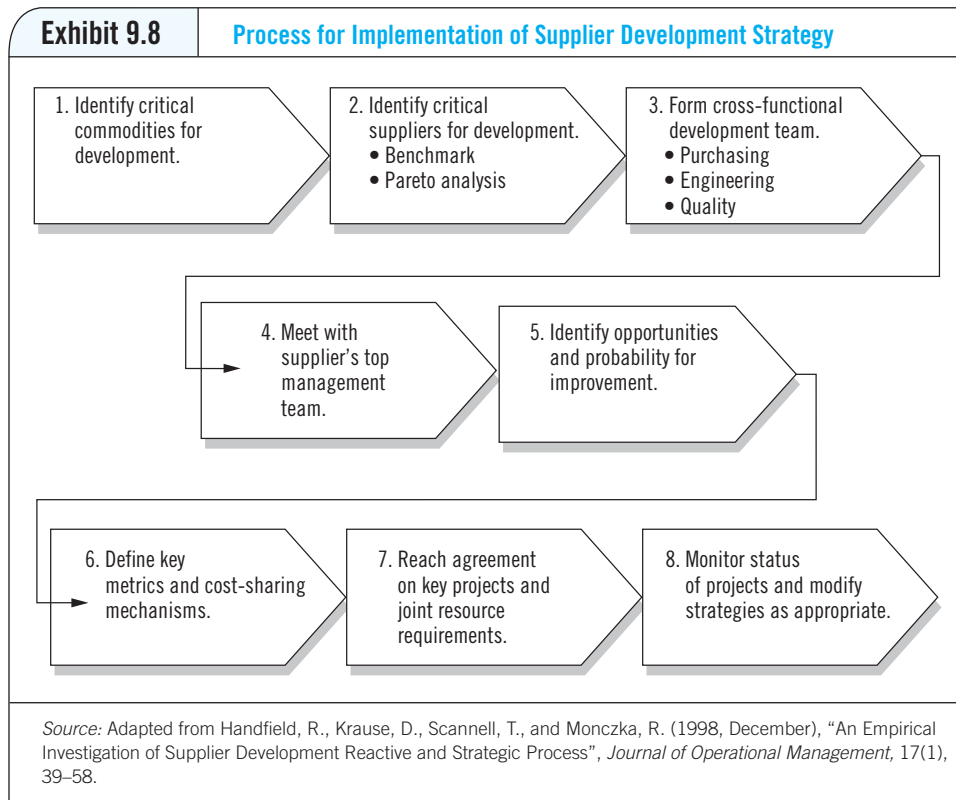 Exhibit 9.8
Process for Implementation of Supplier Development Strategy
1. Identify critical
commodities for
development.
2. Identify critical
suppliers for
development.
• Benchmark
• Pareto analysis
3. Form cross-functional
development team.
• Purchasing
• Engineering
• Quality
4. Meet with
supplier's top
management
team.
5. Identify opportunities
and probability for
improvement.
6. Define key
metrics and cost-sharing
mechanisms.
7. Reach agreement
on key projects and
joint resource
requirements.
8. Monitor status
of projects and modify
strategies as appropriate.
Source: Adapted from Handfield, R., Krause, D., Scannell, T., and Monczka, R. (1998, December), “An Empirical
Investigation of Supplier Development Reactive and Strategic Process”, Journal of Operational Management, 17(1),
39–58.